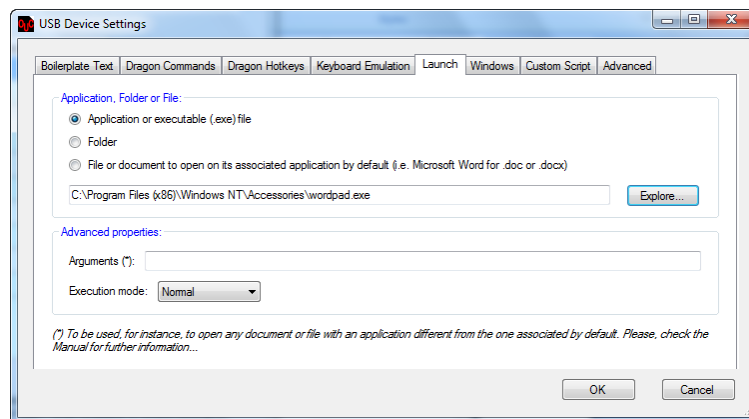 USB Device Settings
Boilerplate Text Dragon Commands Dragon Hotkeys Keyboard Emulation Launch Windows Custom Script Advanced
Application, Folder or File:
Application or executable (.exe) file
Folder
File or document to open on its associated application by default (i.e. Microsoft Word for .doc or .docx)
C:\Program Files (x86)\Windows NT\Accessories\wordpad.exe Explore...
Advanced properties:
Arguments (*):
Execution mode: Normal
(*) To be used, for instance, to open any document or file with an application different from the one associated by default. Please, check the
Manual for further information...
OK Cancel